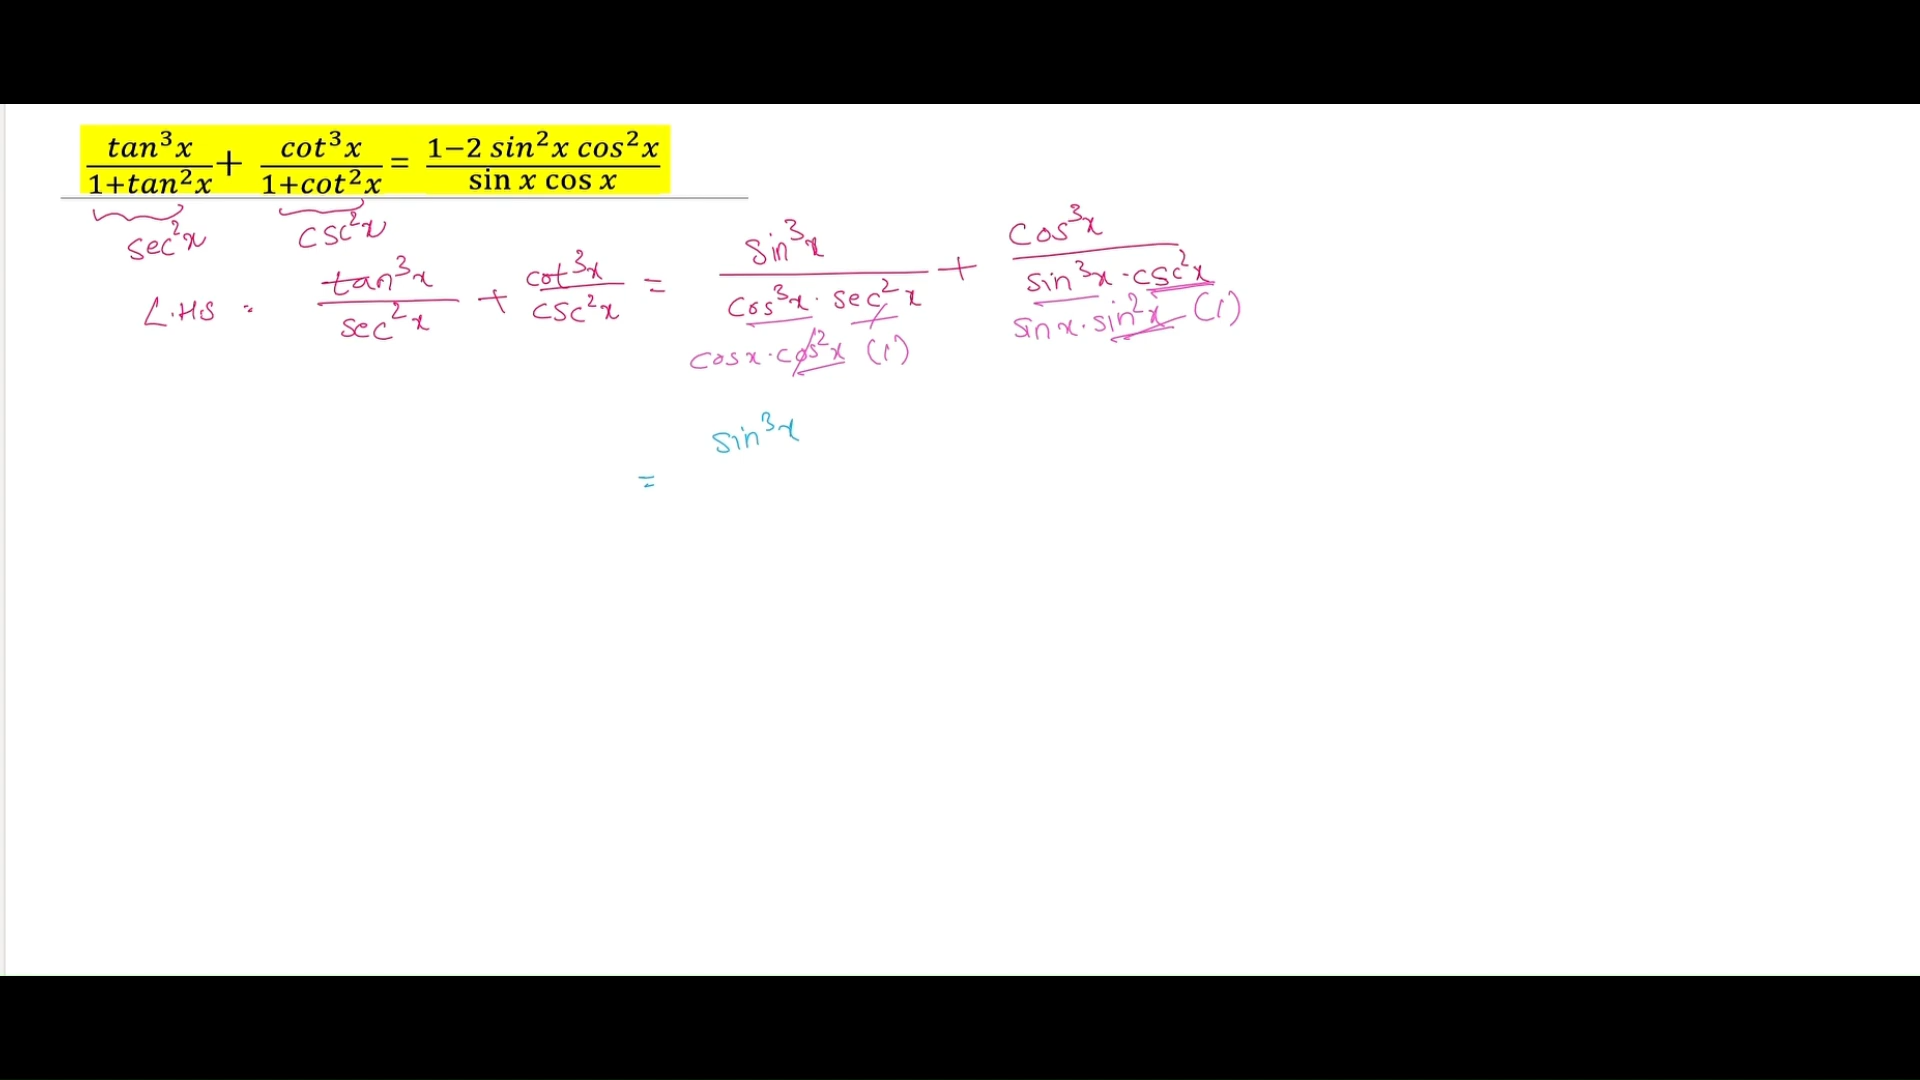 tan³x/1+tan²x + cot³x/1+cot²x = 1−2 sin²x cos²x/sin x cos x
sec²x csc²x
L.HS = tan³x/sec²x + cot³x/csc²x = sin³x/cos³x · sec²x + cos³x/sin³x · csc²x
cosx · cos²x (1) sinx · sin²x (1)
= sin³x